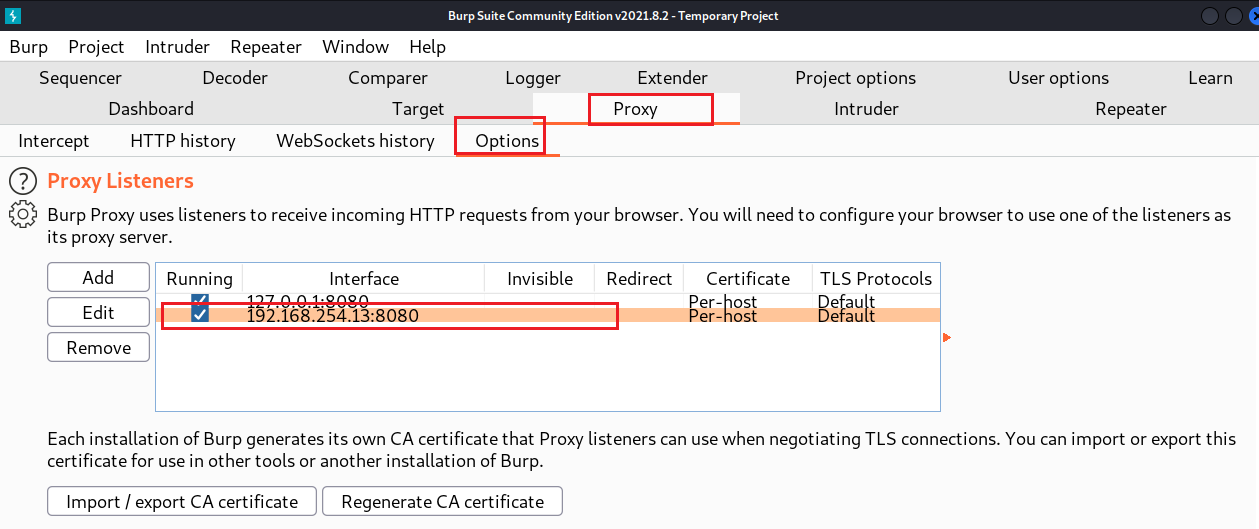 Burp Suite Community Edition v2021.8.2 - Temporary Project
Burp Project Intruder Repeater Window Help
Sequencer Decoder Comparer Logger Extender Project options User options Learn
Dashboard Target Proxy Intruder Repeater
Intercept HTTP history WebSockets history Options
? Proxy Listeners
Burp Proxy uses listeners to receive incoming HTTP requests from your browser. You will need to configure your browser to use one of the listeners as
its proxy server.
Add
Edit
Remove
Running Interface Invisible Redirect Certificate TLS Protocols
127.0.0.1:8080 Per-host Default
192.168.254.13:8080 Per-host Default
Each installation of Burp generates its own CA certificate that Proxy listeners can use when negotiating TLS connections. You can import or export this
certificate for use in other tools or another installation of Burp.
Import / export CA certificate Regenerate CA certificate